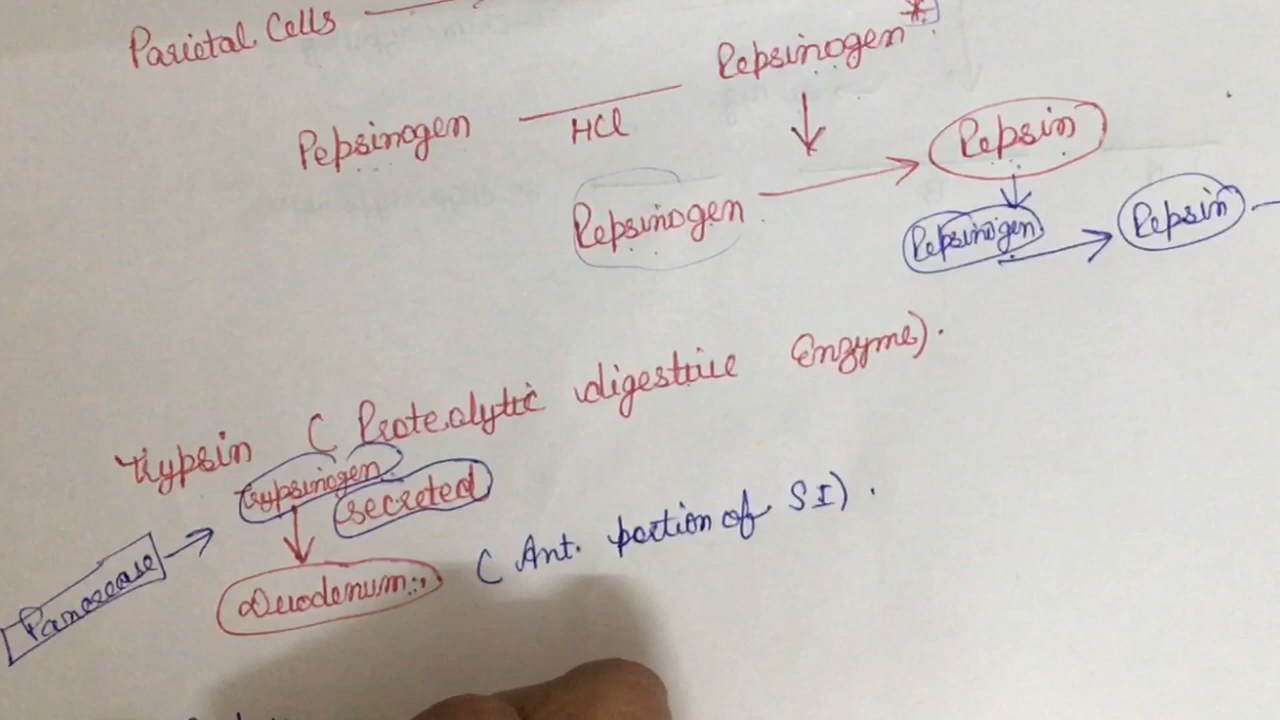 Parietal Cells
Pepsinogen*
Pepsinogen HCl
Pepsin
Pepsinogen
Pepsinogen Pepsin
trypsin ( Proteolytic digestive Enzyme).
trypsinogen
secreted
Pancrease
Duodenum
( Ant. portion of SI).